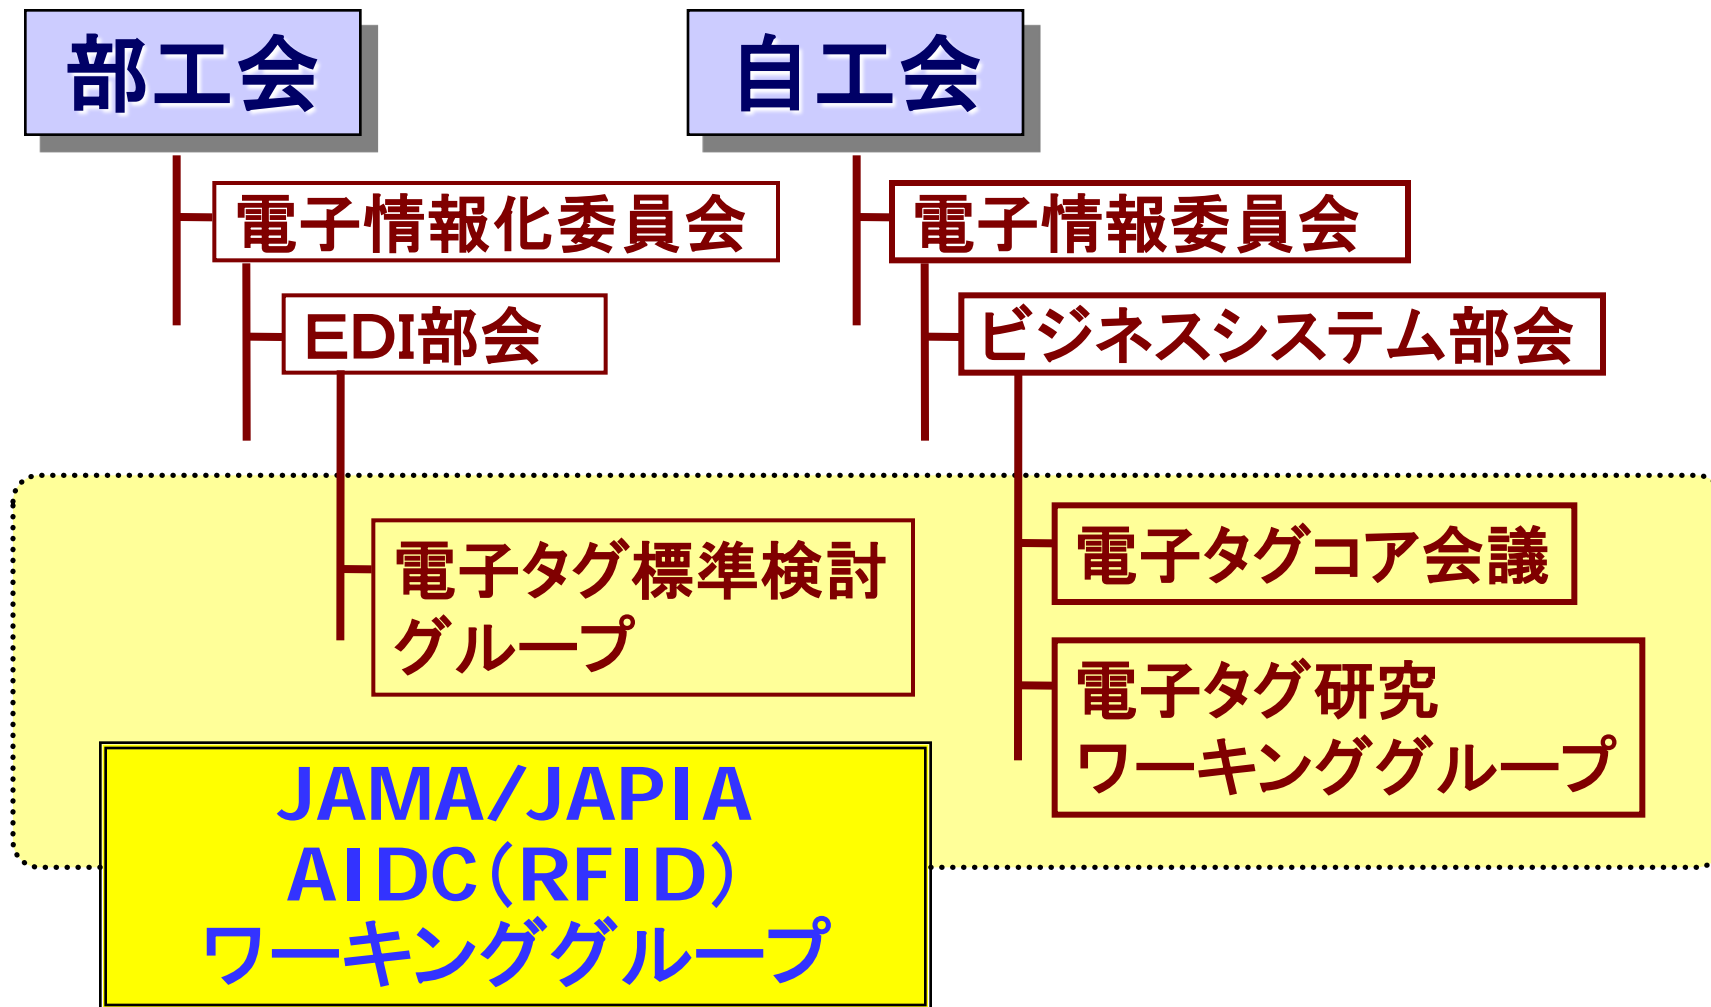 部工会
電子情報化委員会
EDI部会
電子タグ標準検討
グループ
自工会
電子情報委員会
ビジネスシステム部会
電子タグコア会議
電子タグ研究
ワーキンググループ
JAMA/JAPIA
AIDC(RFID)
ワーキンググループ